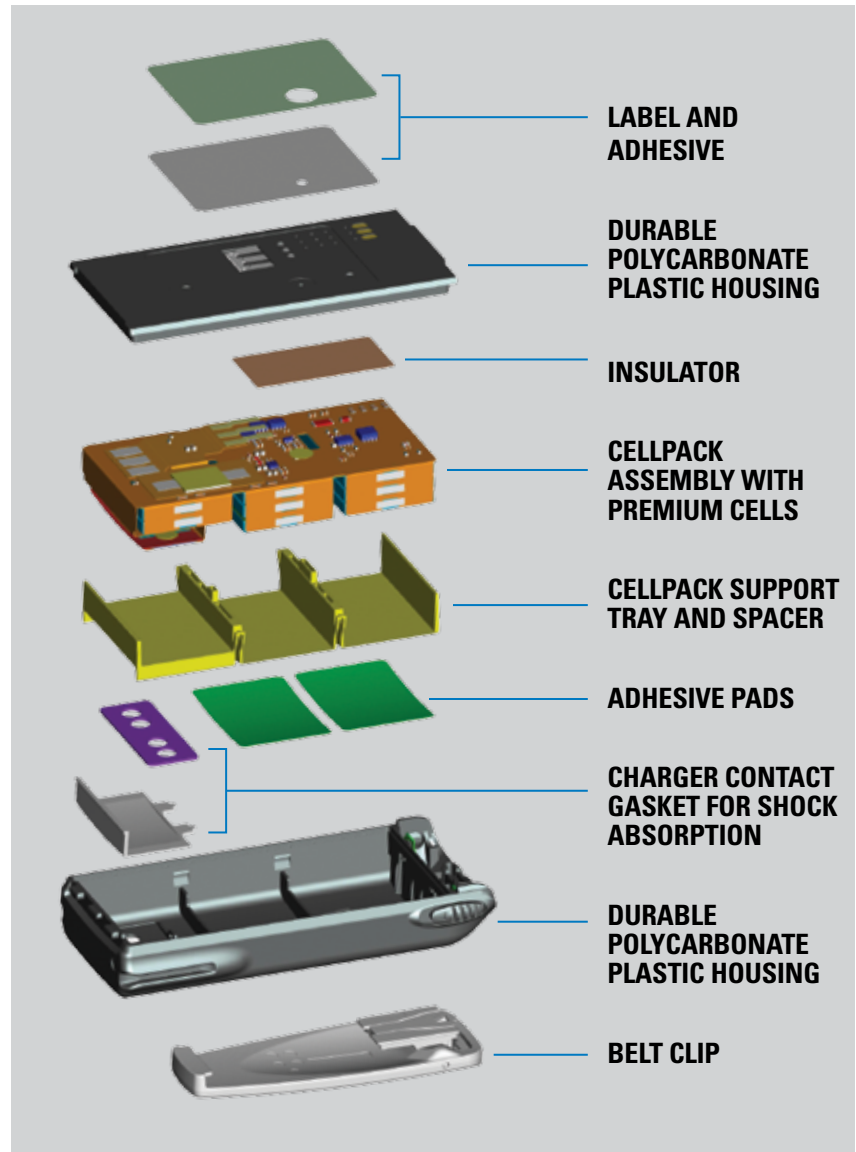 LABEL AND
ADHESIVE
DURABLE
POLYCARBONATE
PLASTIC HOUSING
INSULATOR
CELLPACK
ASSEMBLY WITH
PREMIUM CELLS
CELLPACK SUPPORT
TRAY AND SPACER
ADHESIVE PADS
CHARGER CONTACT
GASKET FOR SHOCK
ABSORPTION
DURABLE
POLYCARBONATE
PLASTIC HOUSING
BELT CLIP